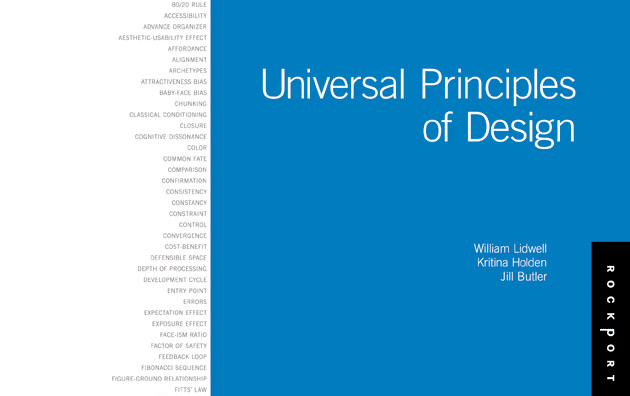 80/20 RULE
ACCESSIBILITY
ADVANCE ORGANIZER
AESTHETIC-USABILITY EFFECT
AFFORDANCE
ALIGNMENT
ARCHETYPES
ATTRACTIVENESS BIAS
BABY-FACE BIAS
CHUNKING
CLASSICAL CONDITIONING
CLOSURE
COGNITIVE DISSONANCE
COLOR
COMMON FATE
COMPARISON
CONFIRMATION
CONSISTENCY
CONSTANCY
CONSTRAINT
CONTROL
CONVERGENCE
COST-BENEFIT
DEFENSIBLE SPACE
DEPTH OF PROCESSING
DEVELOPMENT CYCLE
ENTRY POINT
ERRORS
EXPECTATION EFFECT
EXPOSURE EFFECT
FACE-ISM RATIO
FACTOR OF SAFETY
FEEDBACK LOOP
FIBONACCI SEQUENCE
FIGURE-GROUND RELATIONSHIP
FITTS' LAW
Universal Principles
of Design
William Lidwell
Kritina Holden
Jill Butler
ROCKPORT